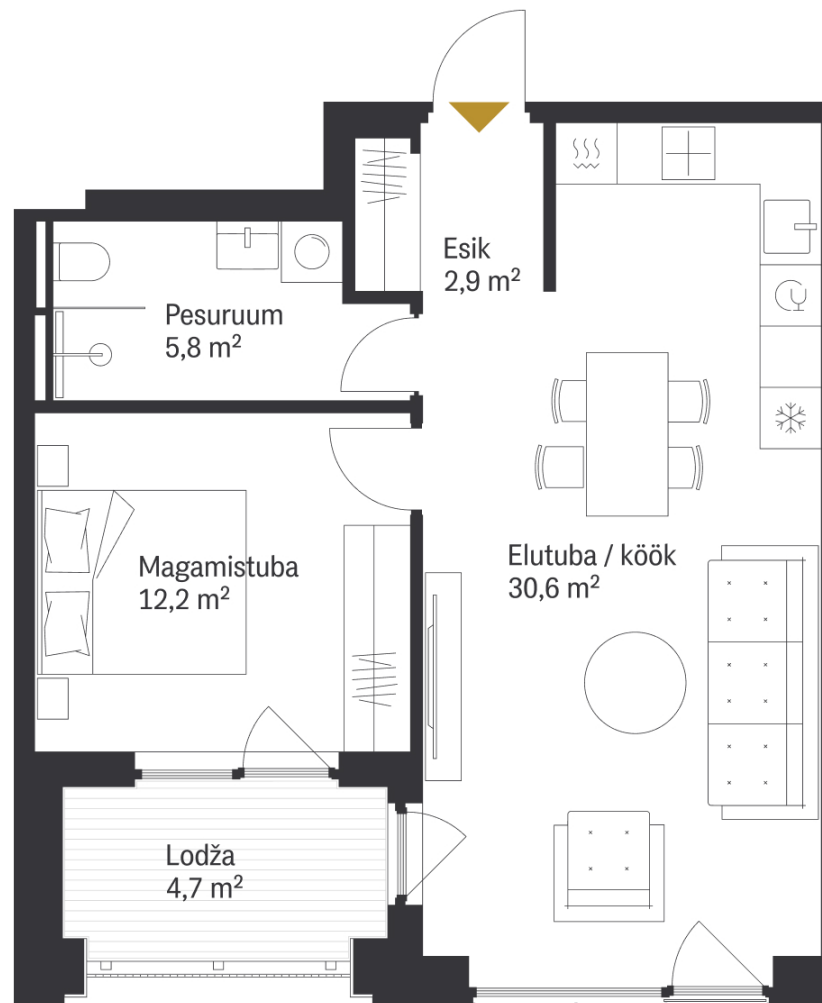 Esik
2,9 m²
Pesuruum
5,8 m²
Elutuba / köök
30,6 m²
Magamistuba
12,2 m²
Lodža
4,7 m²